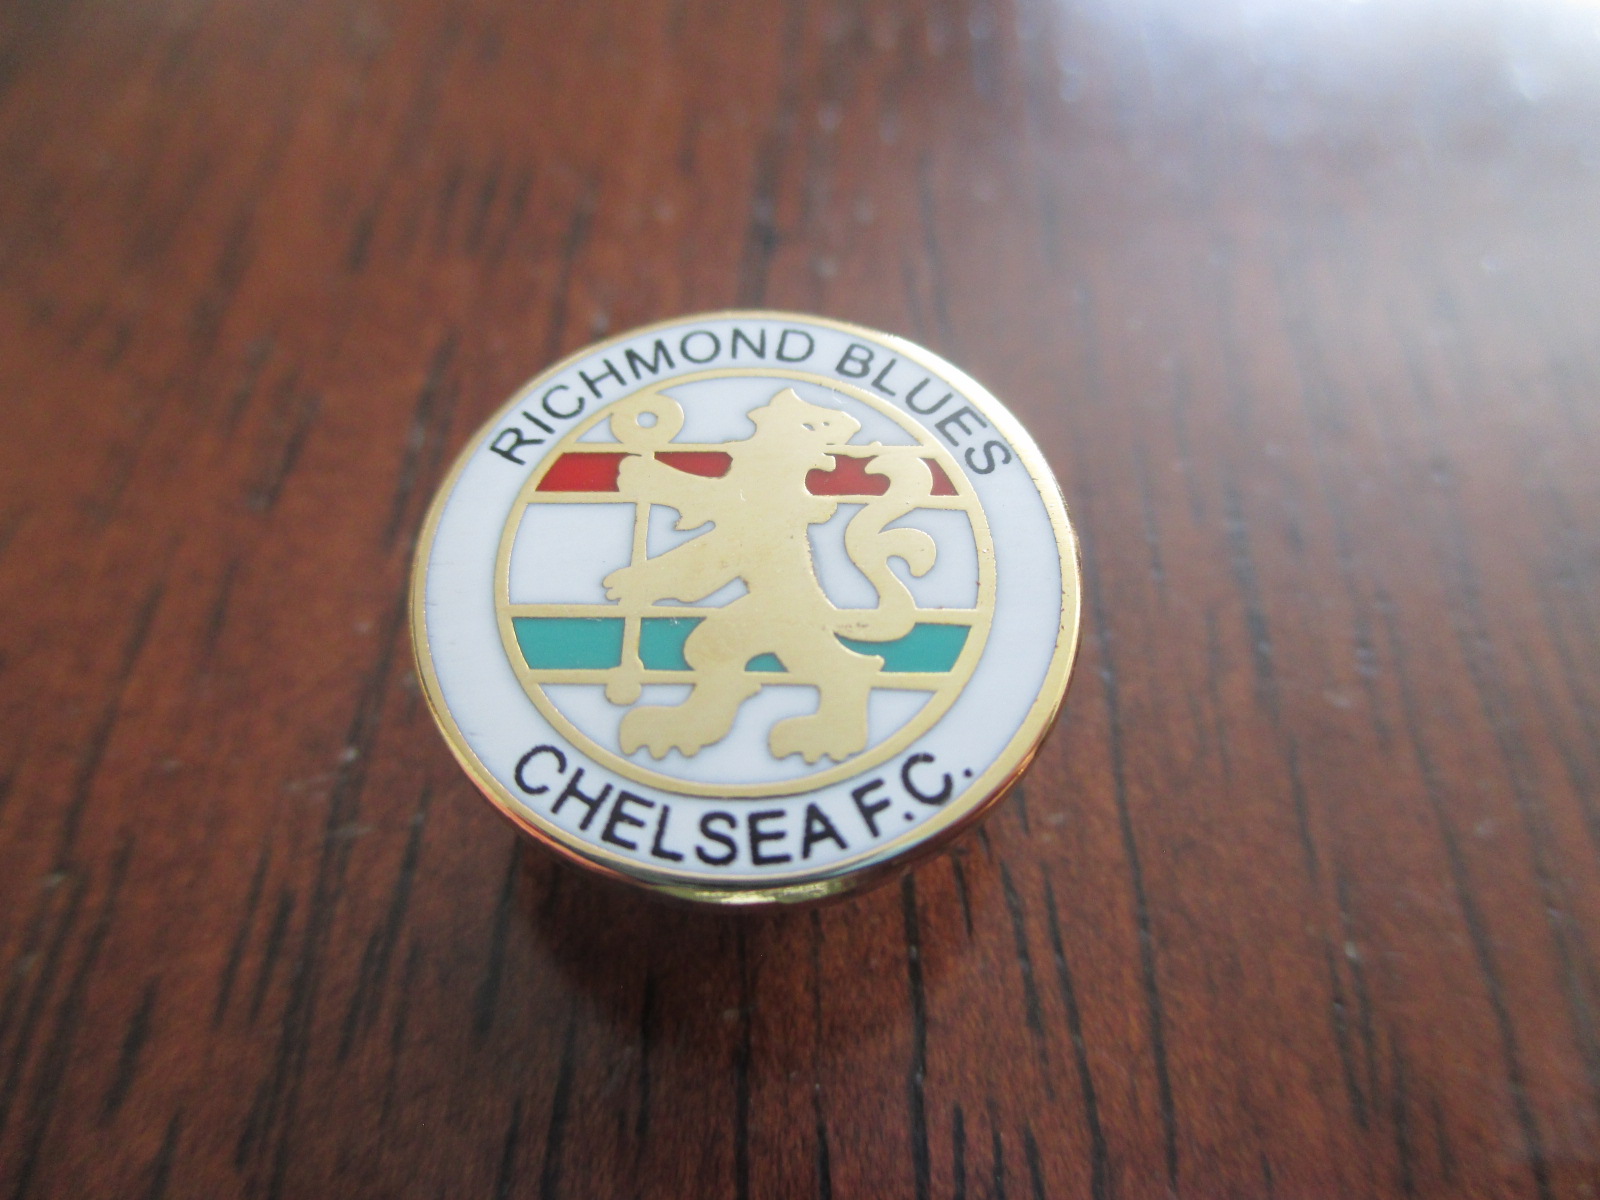 RICHMOND BLUES
CHELSEA F.C.